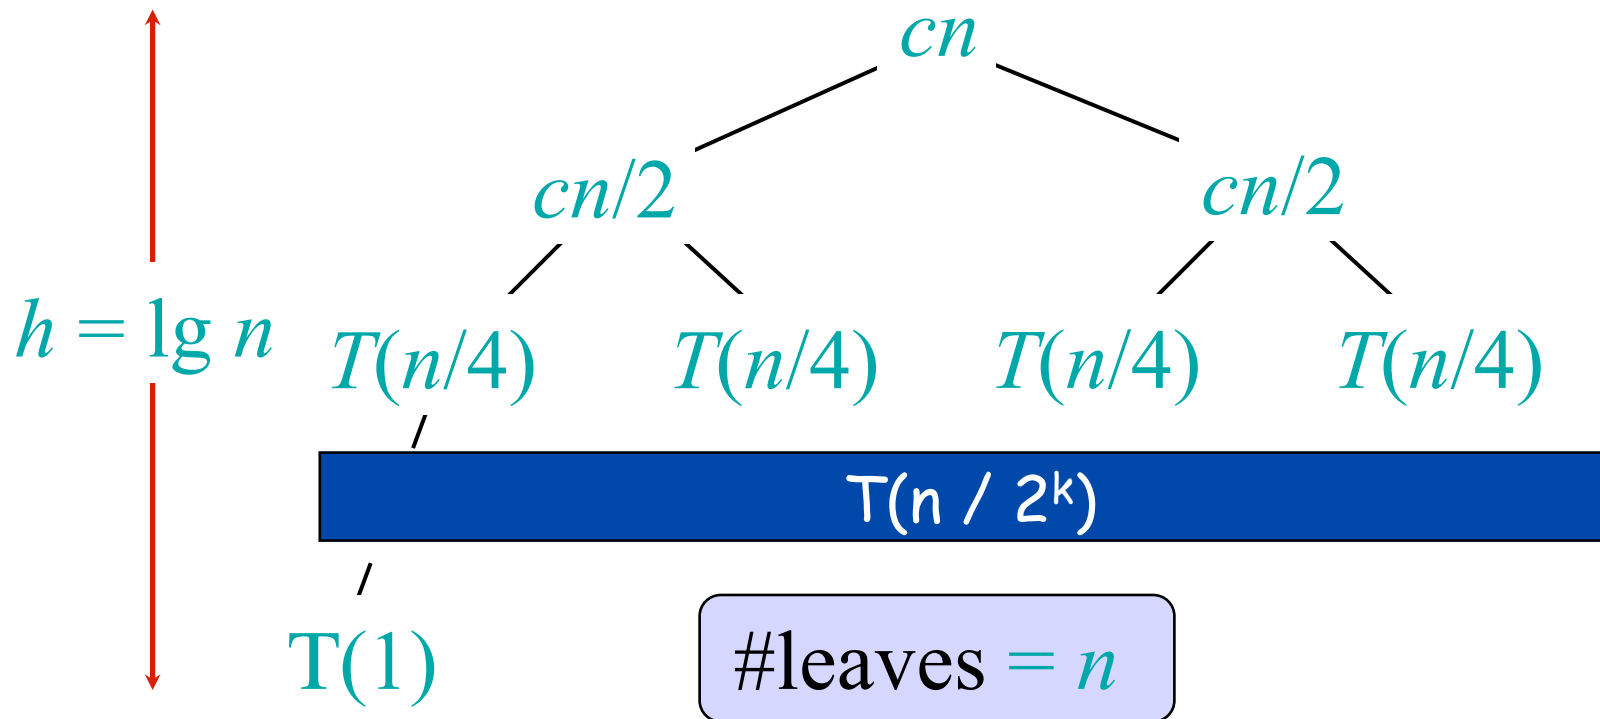 cn
cn/2 cn/2
h = lg n T(n/4) T(n/4) T(n/4) T(n/4)
T(n / 2ᵏ)
T(1) #leaves = n